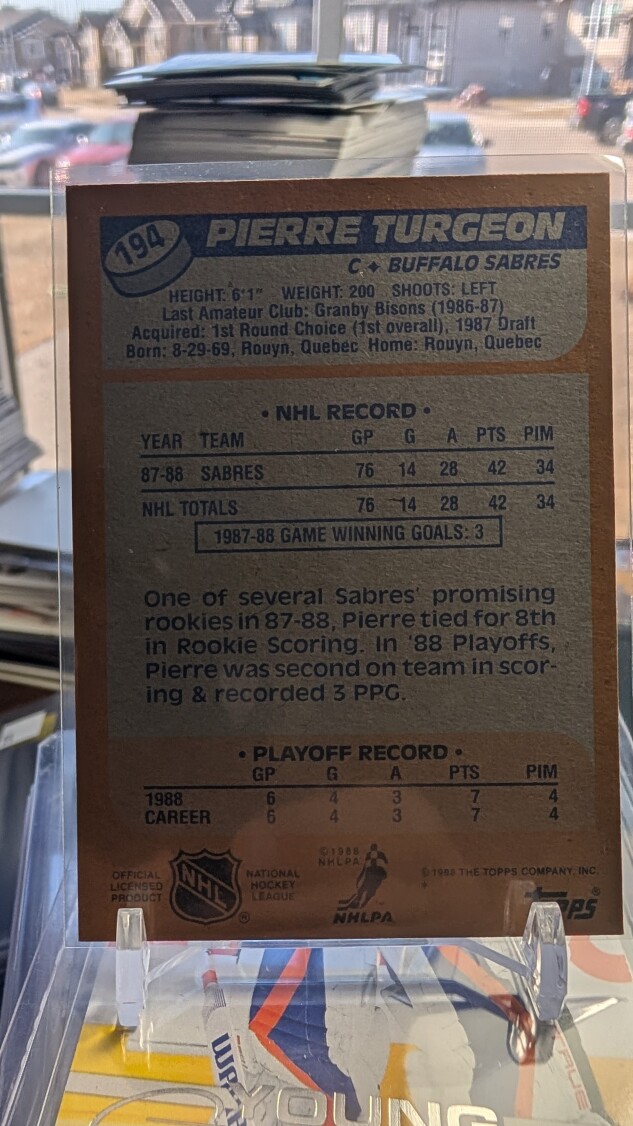 194
PIERRE TURGEON
C ✦ BUFFALO SABRES
HEIGHT: 6'1" WEIGHT: 200 SHOOTS: LEFT
Last Amateur Club: Granby Bisons (1986-87)
Acquired: 1st Round Choice (1st overall), 1987 Draft
Born: 8-29-69, Rouyn, Quebec Home: Rouyn, Quebec
• NHL RECORD •
YEAR TEAM GP G A PTS PIM
87-88 SABRES 76 14 28 42 34
NHL TOTALS 76 14 28 42 34
1987-88 GAME WINNING GOALS: 3
One of several Sabres' promising
rookies in 87-88, Pierre tied for 8th
in Rookie Scoring. In '88 Playoffs,
Pierre was second on team in scor-
ing & recorded 3 PPG.
• PLAYOFF RECORD •
GP G A PTS PIM
1988 6 4 3 7 4
CAREER 6 4 3 7 4
OFFICIAL
LICENSED
PRODUCT
NHL
®
NATIONAL
HOCKEY
LEAGUE
©1988
NHLPA
NHLPA
©1988 THE TOPPS COMPANY, INC.
TOPS®
YOUNG